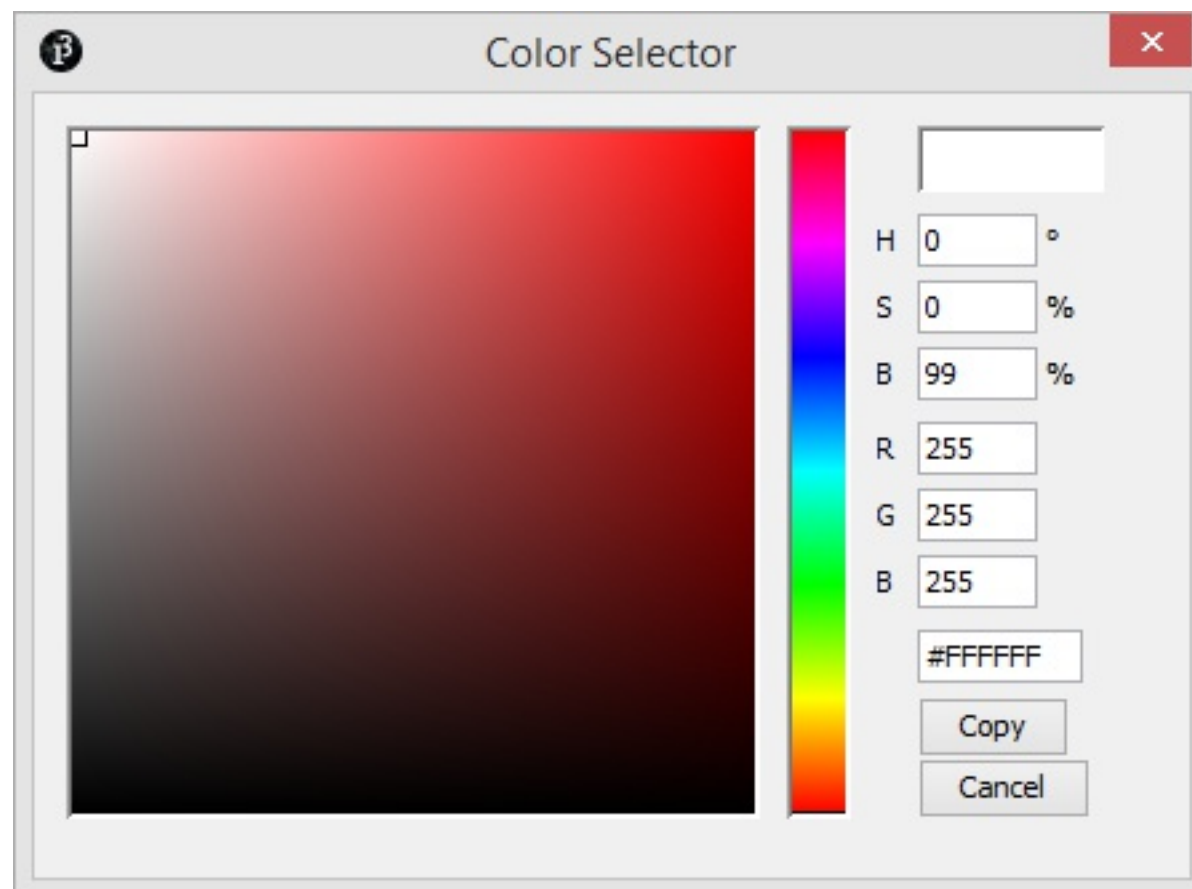 Color Selector
H 0 °
S 0 %
B 99 %
R 255
G 255
B 255
#FFFFFF
Copy
Cancel